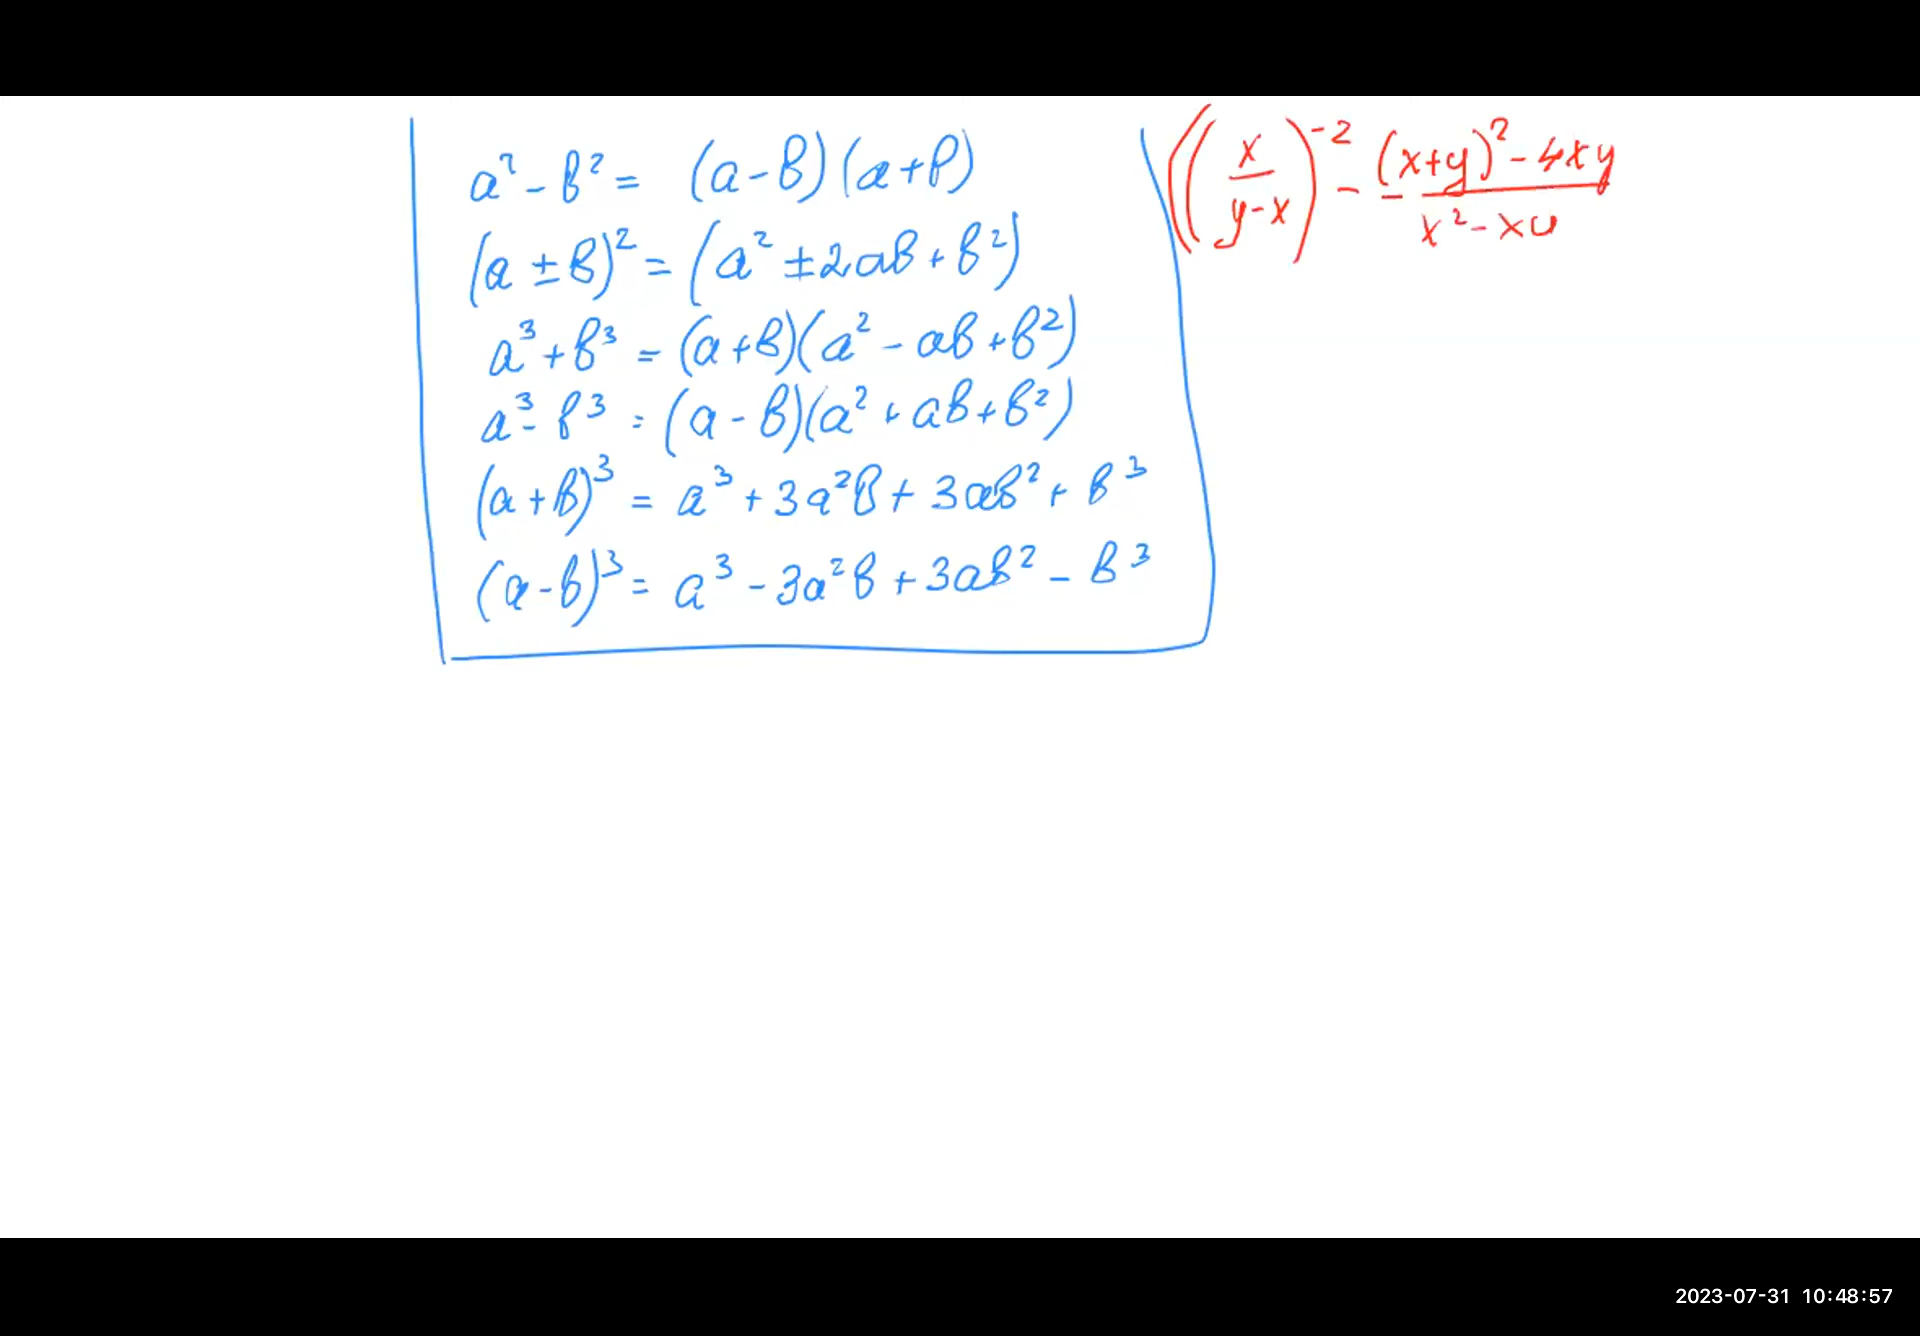 a² - b² = (a-b)(a+b)
(a ± b)² = (a² ± 2ab + b²)
a³ + b³ = (a+b)(a² - ab + b²)
a³ - b³ = (a-b)(a² + ab + b²)
(a+b)³ = a³ + 3a²b + 3ab² + b³
(a-b)³ = a³ - 3a²b + 3ab² - b³
((x/(y-x))⁻² - ((x+y)² - 4xy)/(x² - xy
2023-07-31 10:48:57